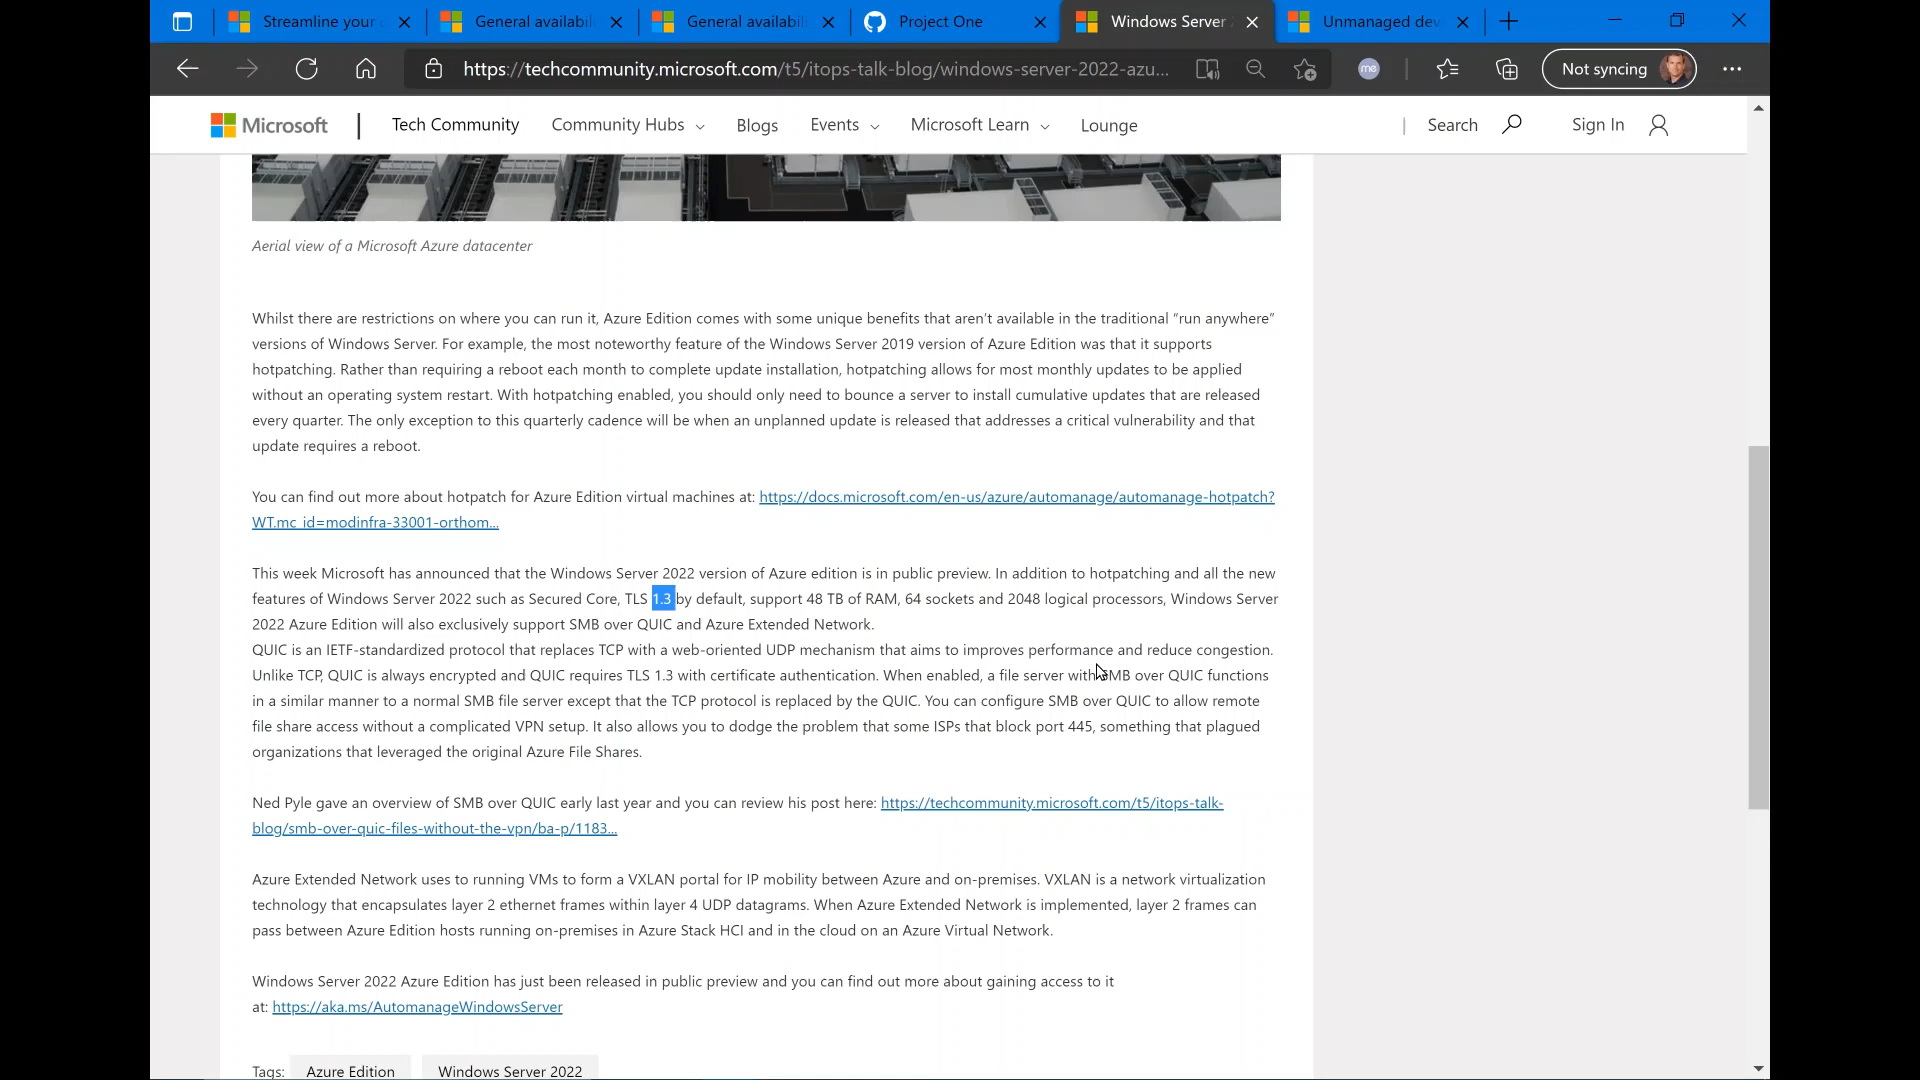 Streamline your
General availabil
General availabil
Project One
Windows Server
Unmanaged dev
https://techcommunity.microsoft.com/t5/itops-talk-blog/windows-server-2022-azu...
me
Not syncing
Microsoft
Tech Community
Community Hubs
Blogs
Events
Microsoft Learn
Lounge
Search
Sign In
Aerial view of a Microsoft Azure datacenter
Whilst there are restrictions on where you can run it, Azure Edition comes with some unique benefits that aren't available in the traditional "run anywhere"
versions of Windows Server. For example, the most noteworthy feature of the Windows Server 2019 version of Azure Edition was that it supports
hotpatching. Rather than requiring a reboot each month to complete update installation, hotpatching allows for most monthly updates to be applied
without an operating system restart. With hotpatching enabled, you should only need to bounce a server to install cumulative updates that are released
every quarter. The only exception to this quarterly cadence will be when an unplanned update is released that addresses a critical vulnerability and that
update requires a reboot.
You can find out more about hotpatch for Azure Edition virtual machines at: https://docs.microsoft.com/en-us/azure/automanage/automanage-hotpatch?
WT.mc_id=modinfra-33001-orthom...
This week Microsoft has announced that the Windows Server 2022 version of Azure edition is in public preview. In addition to hotpatching and all the new
features of Windows Server 2022 such as Secured Core, TLS 1.3 by default, support 48 TB of RAM, 64 sockets and 2048 logical processors, Windows Server
2022 Azure Edition will also exclusively support SMB over QUIC and Azure Extended Network.
QUIC is an IETF-standardized protocol that replaces TCP with a web-oriented UDP mechanism that aims to improves performance and reduce congestion.
Unlike TCP, QUIC is always encrypted and QUIC requires TLS 1.3 with certificate authentication. When enabled, a file server with SMB over QUIC functions
in a similar manner to a normal SMB file server except that the TCP protocol is replaced by the QUIC. You can configure SMB over QUIC to allow remote
file share access without a complicated VPN setup. It also allows you to dodge the problem that some ISPs that block port 445, something that plagued
organizations that leveraged the original Azure File Shares.
Ned Pyle gave an overview of SMB over QUIC early last year and you can review his post here: https://techcommunity.microsoft.com/t5/itops-talk-
blog/smb-over-quic-files-without-the-vpn/ba-p/1183...
Azure Extended Network uses to running VMs to form a VXLAN portal for IP mobility between Azure and on-premises. VXLAN is a network virtualization
technology that encapsulates layer 2 ethernet frames within layer 4 UDP datagrams. When Azure Extended Network is implemented, layer 2 frames can
pass between Azure Edition hosts running on-premises in Azure Stack HCI and in the cloud on an Azure Virtual Network.
Windows Server 2022 Azure Edition has just been released in public preview and you can find out more about gaining access to it
at: https://aka.ms/AutomanageWindowsServer
Tags: Azure Edition Windows Server 2022